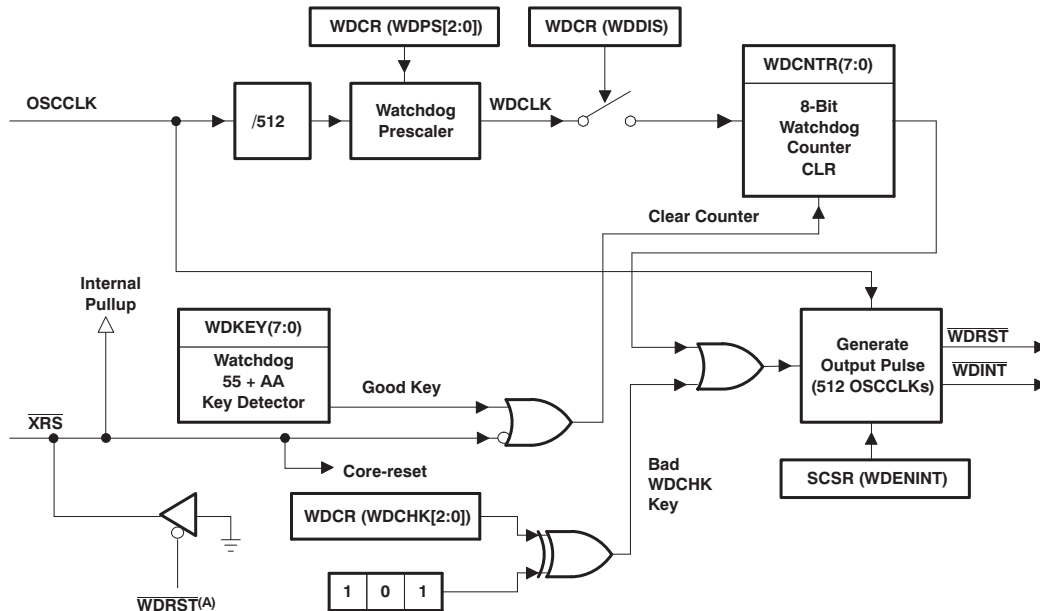 WDCR (WDPS[2:0])
WDCR (WDDIS)
WDCNTR(7:0)
OSCCLK
/512
Watchdog
Prescaler
WDCLK
8-Bit
Watchdog
Counter
CLR
Clear Counter
Internal
Pullup
WDKEY(7:0)
Watchdog
55 + AA
Key Detector
Good Key
Generate
Output Pulse
(512 OSCCLKs)
WDRST
WDINT
XRS
Core-reset
Bad
WDCHK
Key
SCSR (WDENINT)
WDCR (WDCHK[2:0])
WDRST(A)
1 0 1